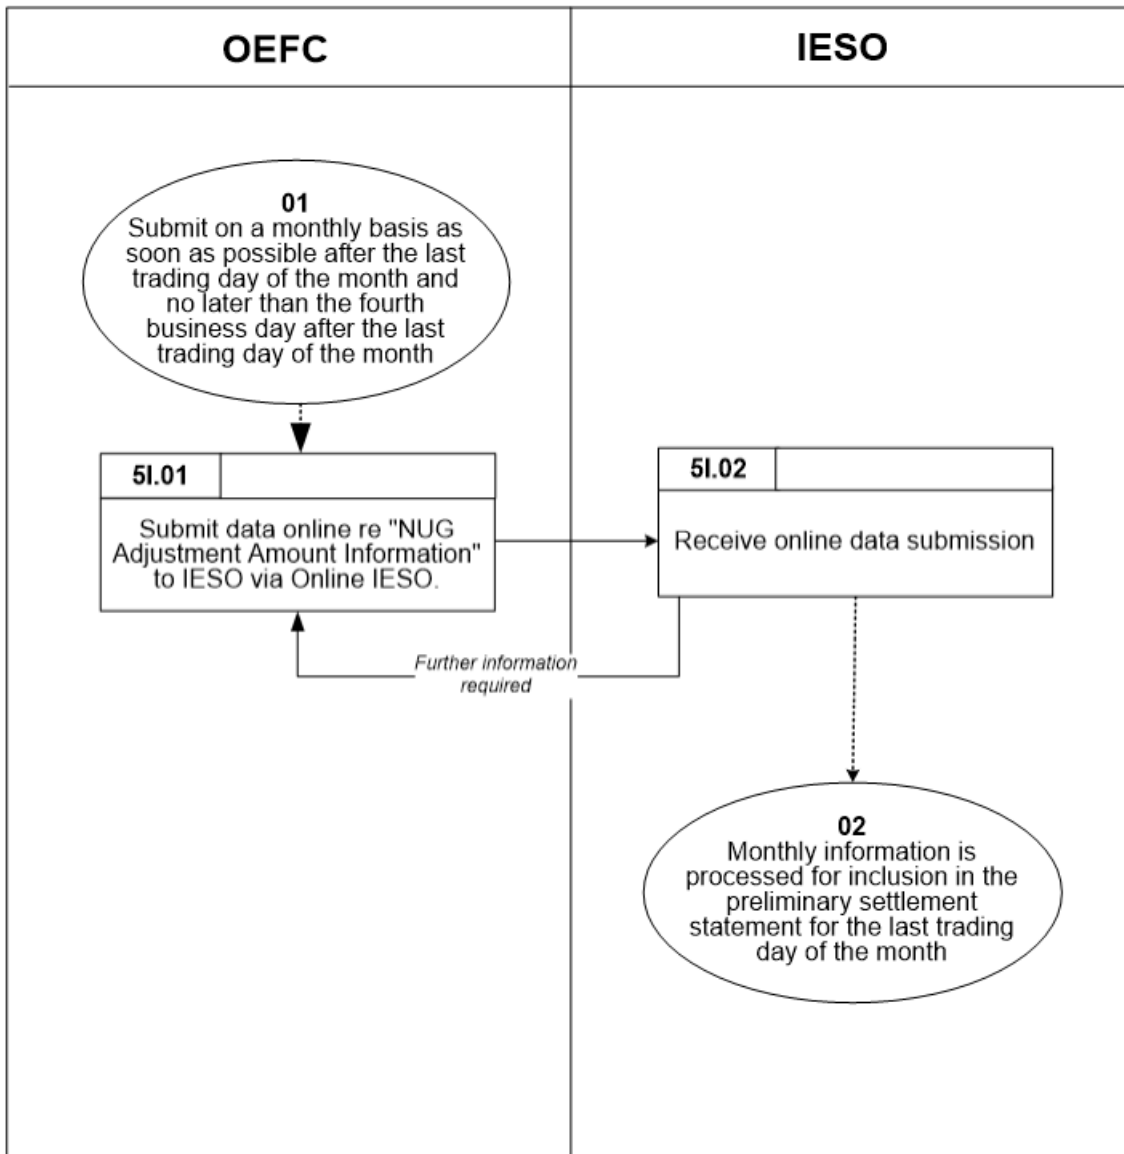 OEFC
IESO
01
Submit on a monthly basis as
soon as possible after the last
trading day of the month and
no later than the fourth
business day after the last
trading day of the month
5I.01
Submit data online re "NUG
Adjustment Amount Information"
to IESO via Online IESO.
5I.02
Receive online data submission
Further information
required
02
Monthly information is
processed for inclusion in the
preliminary settlement
statement for the last trading
day of the month